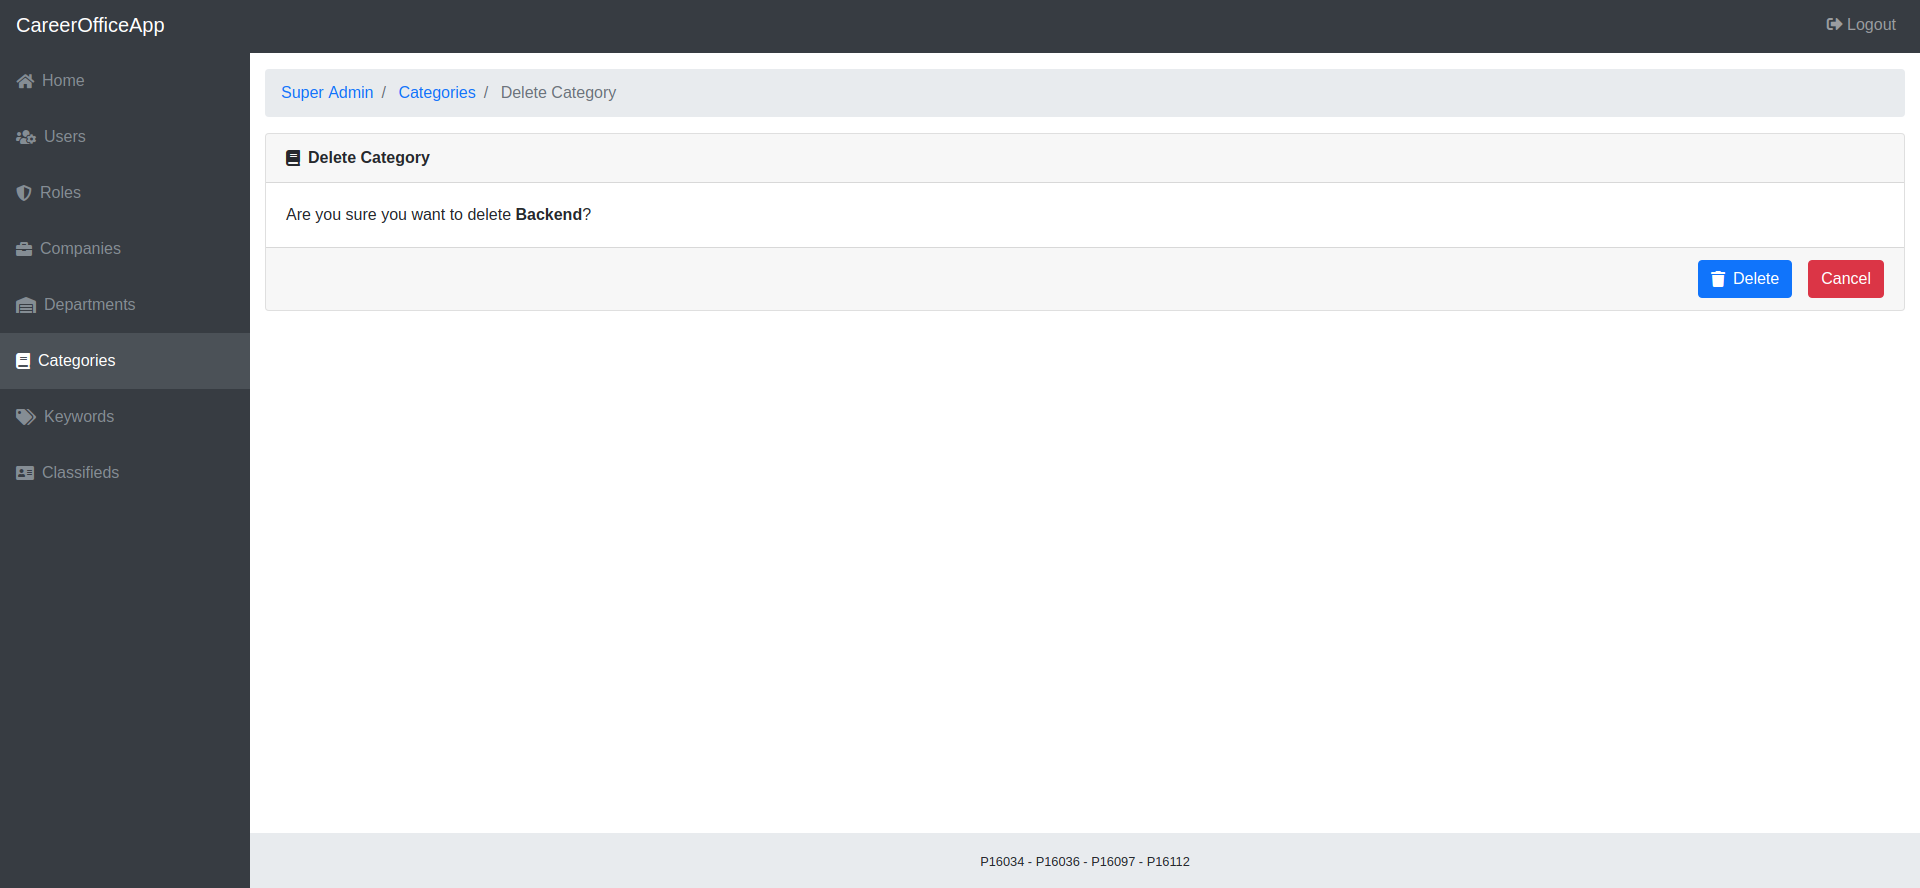 CareerOfficeApp
Logout
Home
Users
Roles
Companies
Departments
Categories
Keywords
Classifieds
Super Admin / Categories / Delete Category
Delete Category
Are you sure you want to delete Backend?
Delete
Cancel
P16034 - P16036 - P16097 - P16112